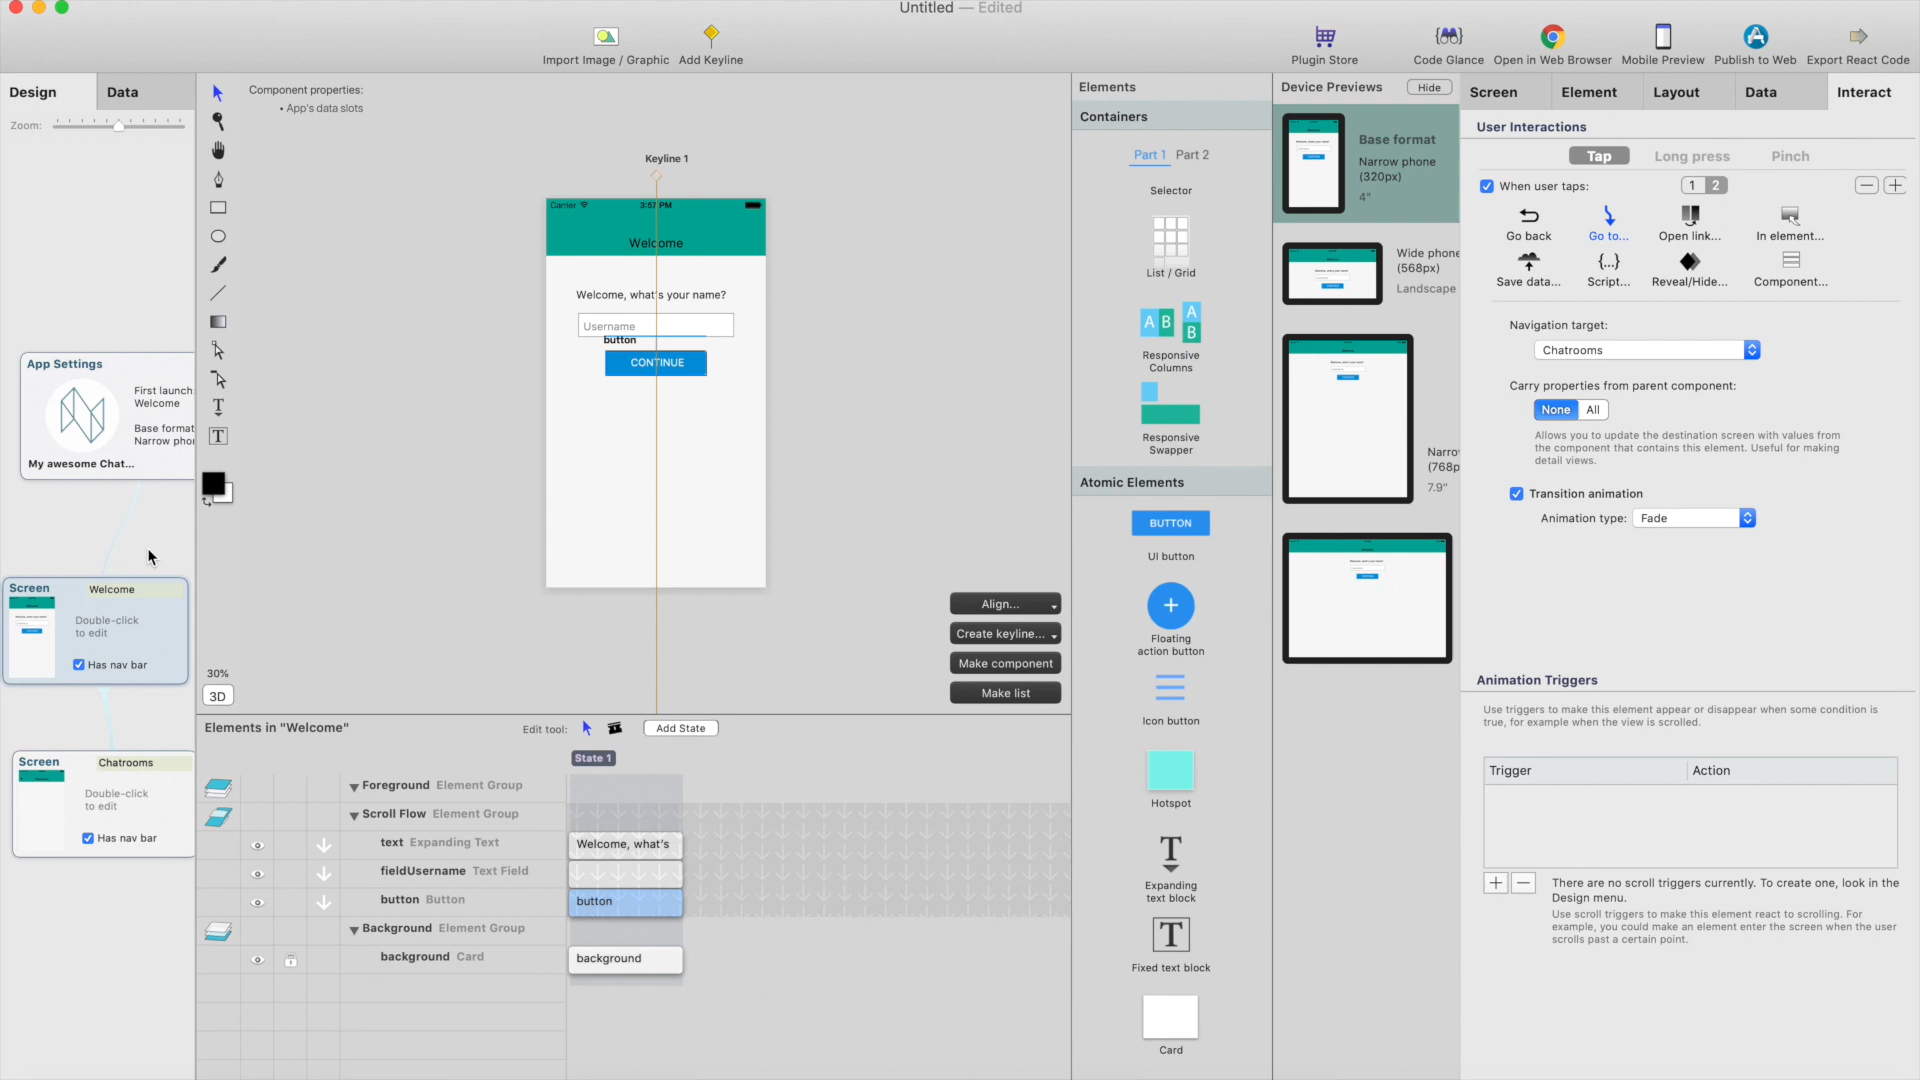 Untitled — Edited
Import Image / Graphic
Add Keyline
Plugin Store
Code Glance
Open in Web Browser
Mobile Preview
Publish to Web
Export React Code
Design
Data
Zoom:
App Settings
First launch:
Welcome
Base format
Narrow phon
My awesome Chat...
Screen
Welcome
Double-click
to edit
Has nav bar
Screen
Chatrooms
Double-click
to edit
Has nav bar
Component properties:
• App's data slots
Keyline 1
Carrier
3:57 PM
Welcome
Welcome, what's your name?
Username
button
CONTINUE
30%
3D
Align...
Create keyline...
Make component
Make list
Elements in "Welcome"
Edit tool:
Add State
State 1
Foreground Element Group
Scroll Flow Element Group
text Expanding Text
Welcome, what's
fieldUsername Text Field
button Button
button
Background Element Group
background Card
background
Elements
Containers
Part 1 Part 2
Selector
List / Grid
A B
A
B
Responsive
Columns
Responsive
Swapper
Atomic Elements
BUTTON
UI button
Floating
action button
Icon button
Hotspot
T
Expanding
text block
T
Fixed text block
Card
Device Previews
Hide
Base format
Narrow phone
(320px)
4"
Wide phone
(568px)
Landscape
Narro
(768p
7.9"
Screen
Element
Layout
Data
Interact
User Interactions
Tap
Long press
Pinch
When user taps:
1 2
Go back
Go to...
Open link...
In element...
Save data...
{...}
Script...
Reveal/Hide...
Component...
Navigation target:
Chatrooms
Carry properties from parent component:
None All
Allows you to update the destination screen with values from
the component that contains this element. Useful for making
detail views.
Transition animation
Animation type:
Fade
Animation Triggers
Use triggers to make this element appear or disappear when some condition is
true, for example when the view is scrolled.
Trigger
Action
There are no scroll triggers currently. To create one, look in the
Design menu.
Use scroll triggers to make this element react to scrolling. For
example, you could make an element enter the screen when the user
scrolls past a certain point.